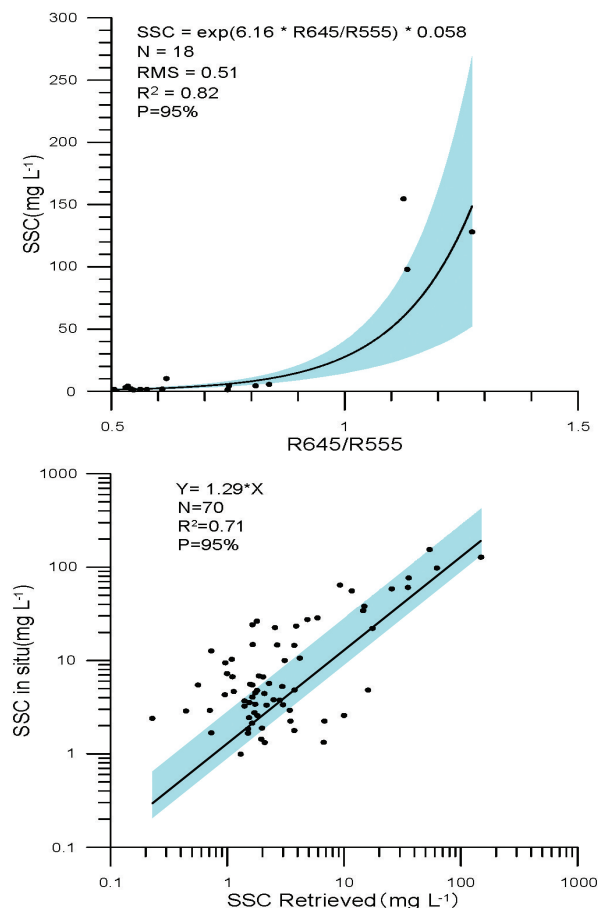 300
250
200
150
100
50
0
SSC(mg L-1)
SSC = exp(6.16 * R645/R555) * 0.058
N = 18
RMS = 0.51
R² = 0.82
P=95%
0.5
1
1.5
R645/R555
1000
100
10
1
0.1
SSC in situ(mg L-1)
Y= 1.29*X
N=70
R²=0.71
P=95%
0.1
1
10
100
1000
SSC Retrieved (mg L-1)